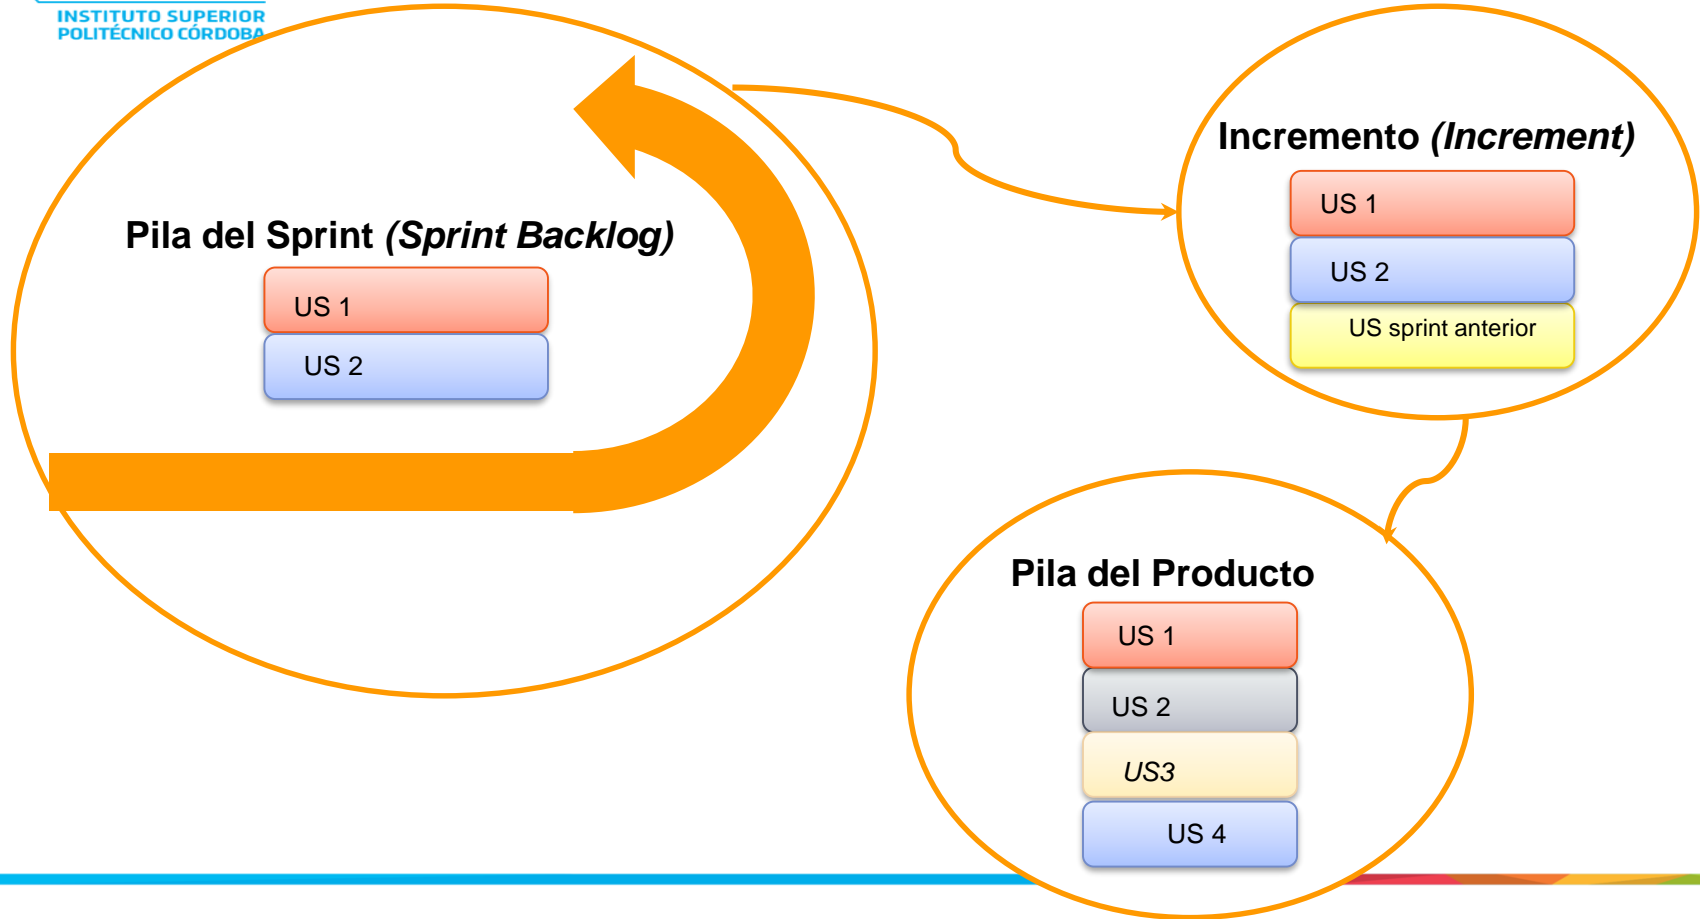 INSTITUTO SUPERIOR
POLITÉCNICO CÓRDOBA
Pila del Sprint (Sprint Backlog)
US 1
US 2
Incremento (Increment)
US 1
US 2
US sprint anterior
Pila del Producto
US 1
US 2
US3
US 4